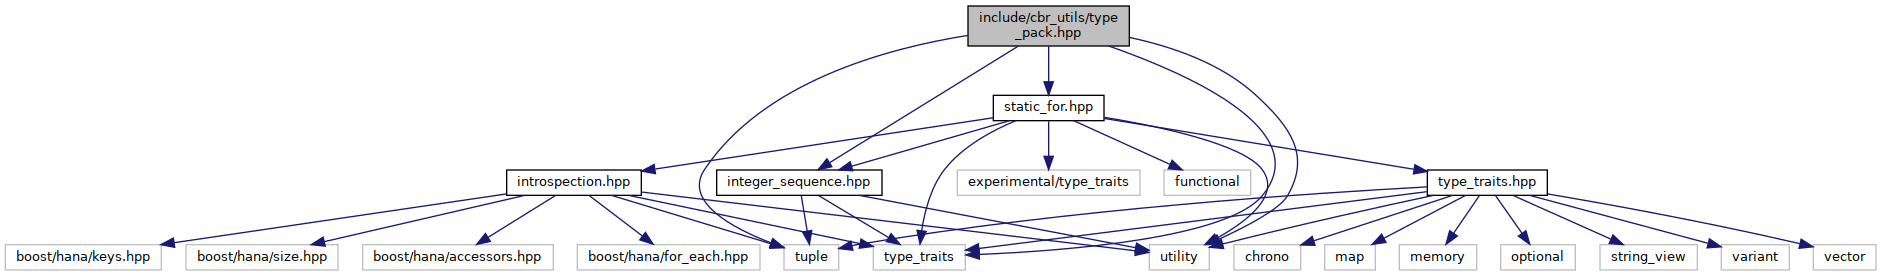 include/cbr_utils/type
_pack.hpp
static_for.hpp
introspection.hpp
integer_sequence.hpp
experimental/type_traits
functional
type_traits.hpp
boost/hana/keys.hpp
boost/hana/size.hpp
boost/hana/accessors.hpp
boost/hana/for_each.hpp
tuple
type_traits
utility
chrono
map
memory
optional
string_view
variant
vector